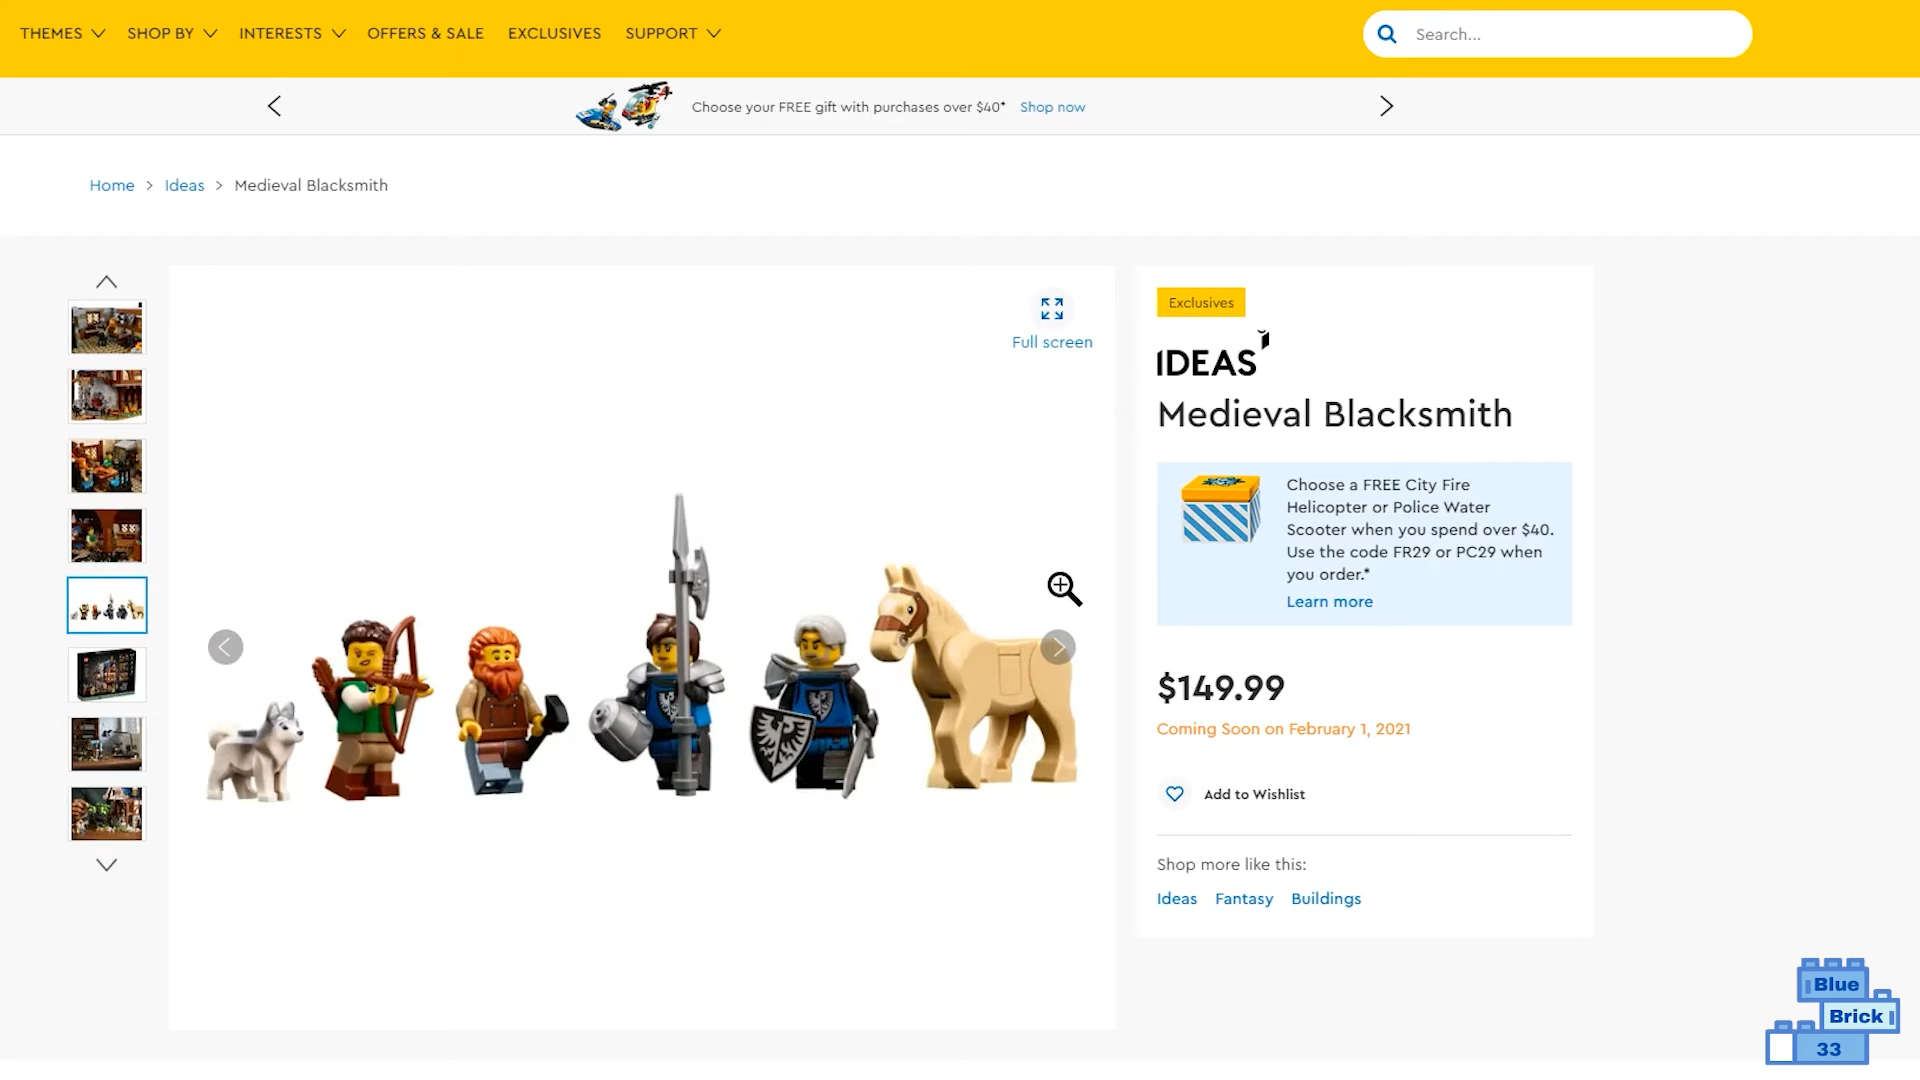 THEMES SHOP BY INTERESTS OFFERS & SALE EXCLUSIVES SUPPORT
Search...
Choose your FREE gift with purchases over $40* Shop now
Home > Ideas > Medieval Blacksmith
Full screen
Exclusives
IDEAS
Medieval Blacksmith
Choose a FREE City Fire
Helicopter or Police Water
Scooter when you spend over $40.
Use the code FR29 or PC29 when
you order.*
Learn more
$149.99
Coming Soon on February 1, 2021
Add to Wishlist
Shop more like this:
Ideas Fantasy Buildings
Blue
Brick
33